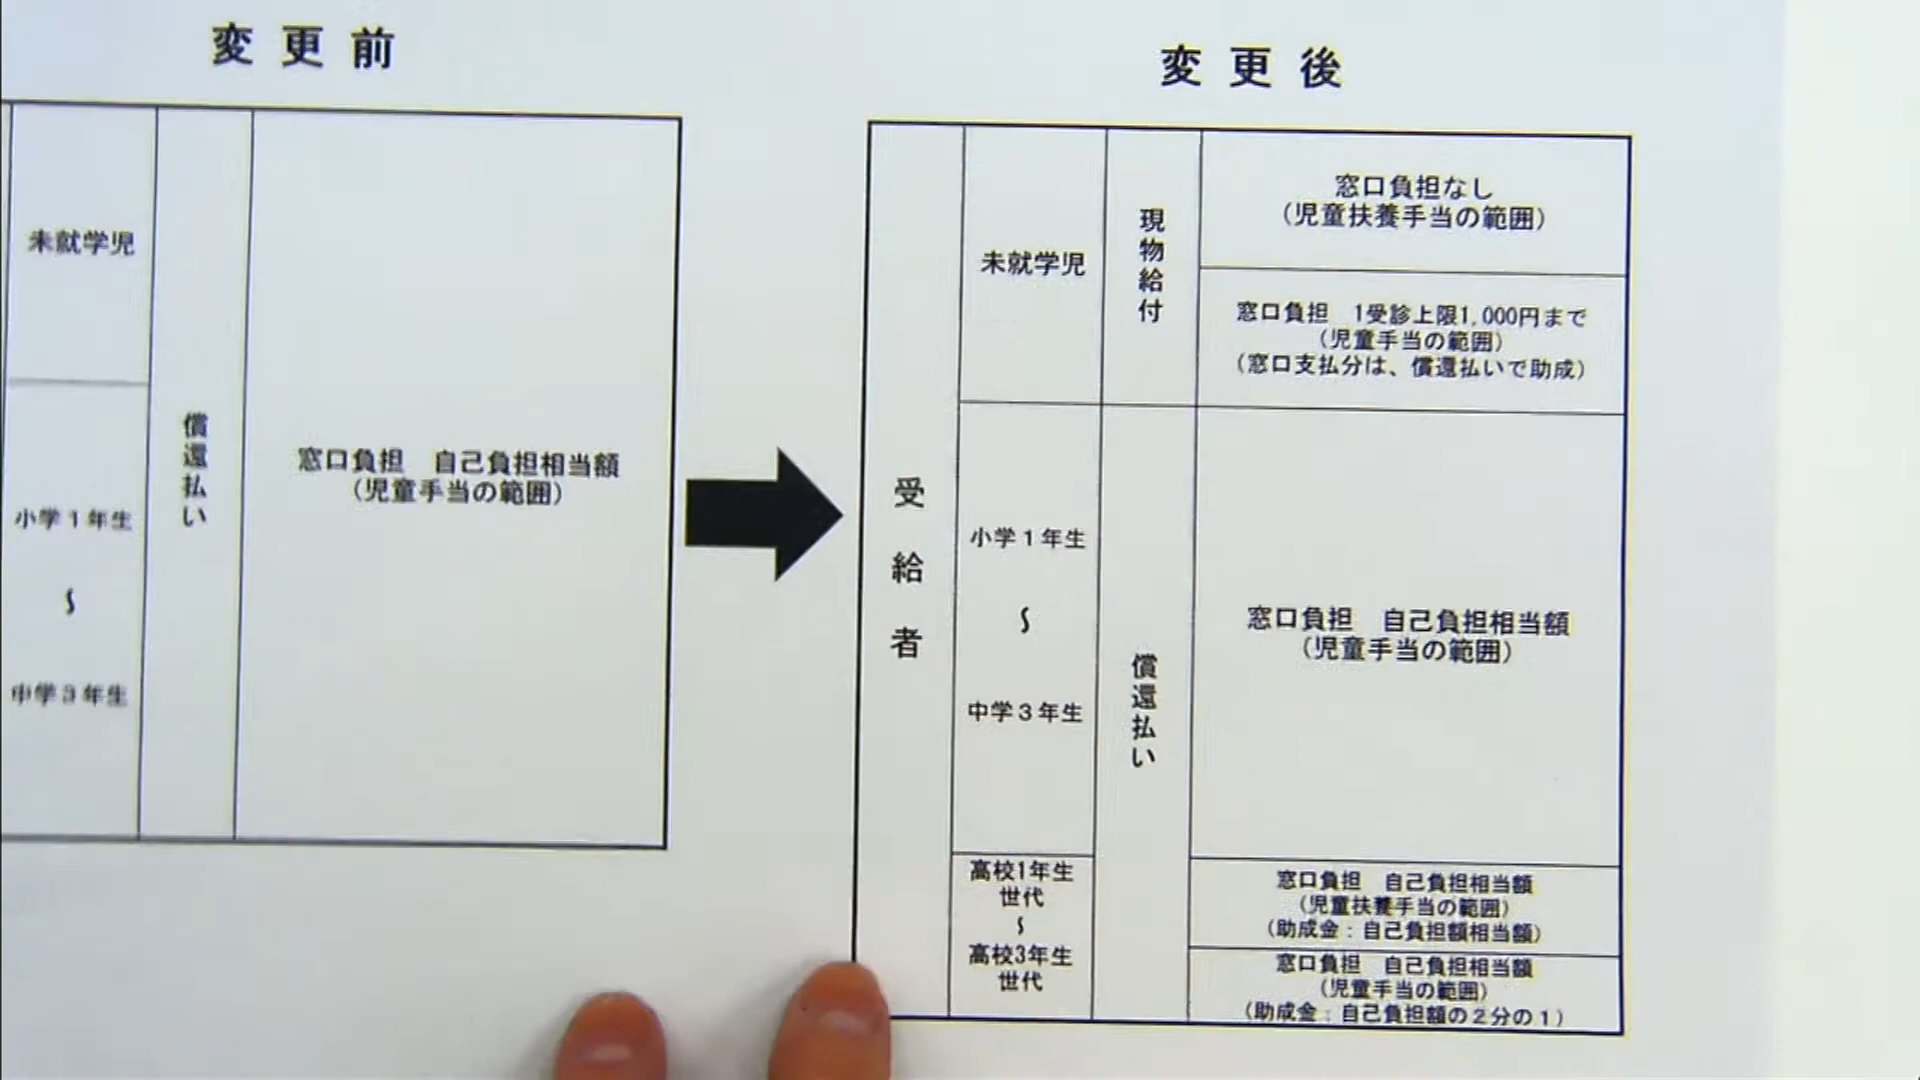 変更前
未就学児
小学1年生
～
中学3年生
償還払い
窓口負担　自己負担相当額
（児童手当の範囲）
変更後
受給者
未就学児
現物給付
窓口負担なし
（児童扶養手当の範囲）
窓口負担　1受診上限1,000円まで
（児童手当の範囲）
（窓口支払分は、償還払いで助成）
小学1年生
～
中学3年生
償還払い
窓口負担　自己負担相当額
（児童手当の範囲）
高校1年生
世代
～
高校3年生
世代
窓口負担　自己負担相当額
（児童扶養手当の範囲）
（助成金：自己負担額相当額）
窓口負担　自己負担相当額
（児童手当の範囲）
（助成金：自己負担額の2分の1）